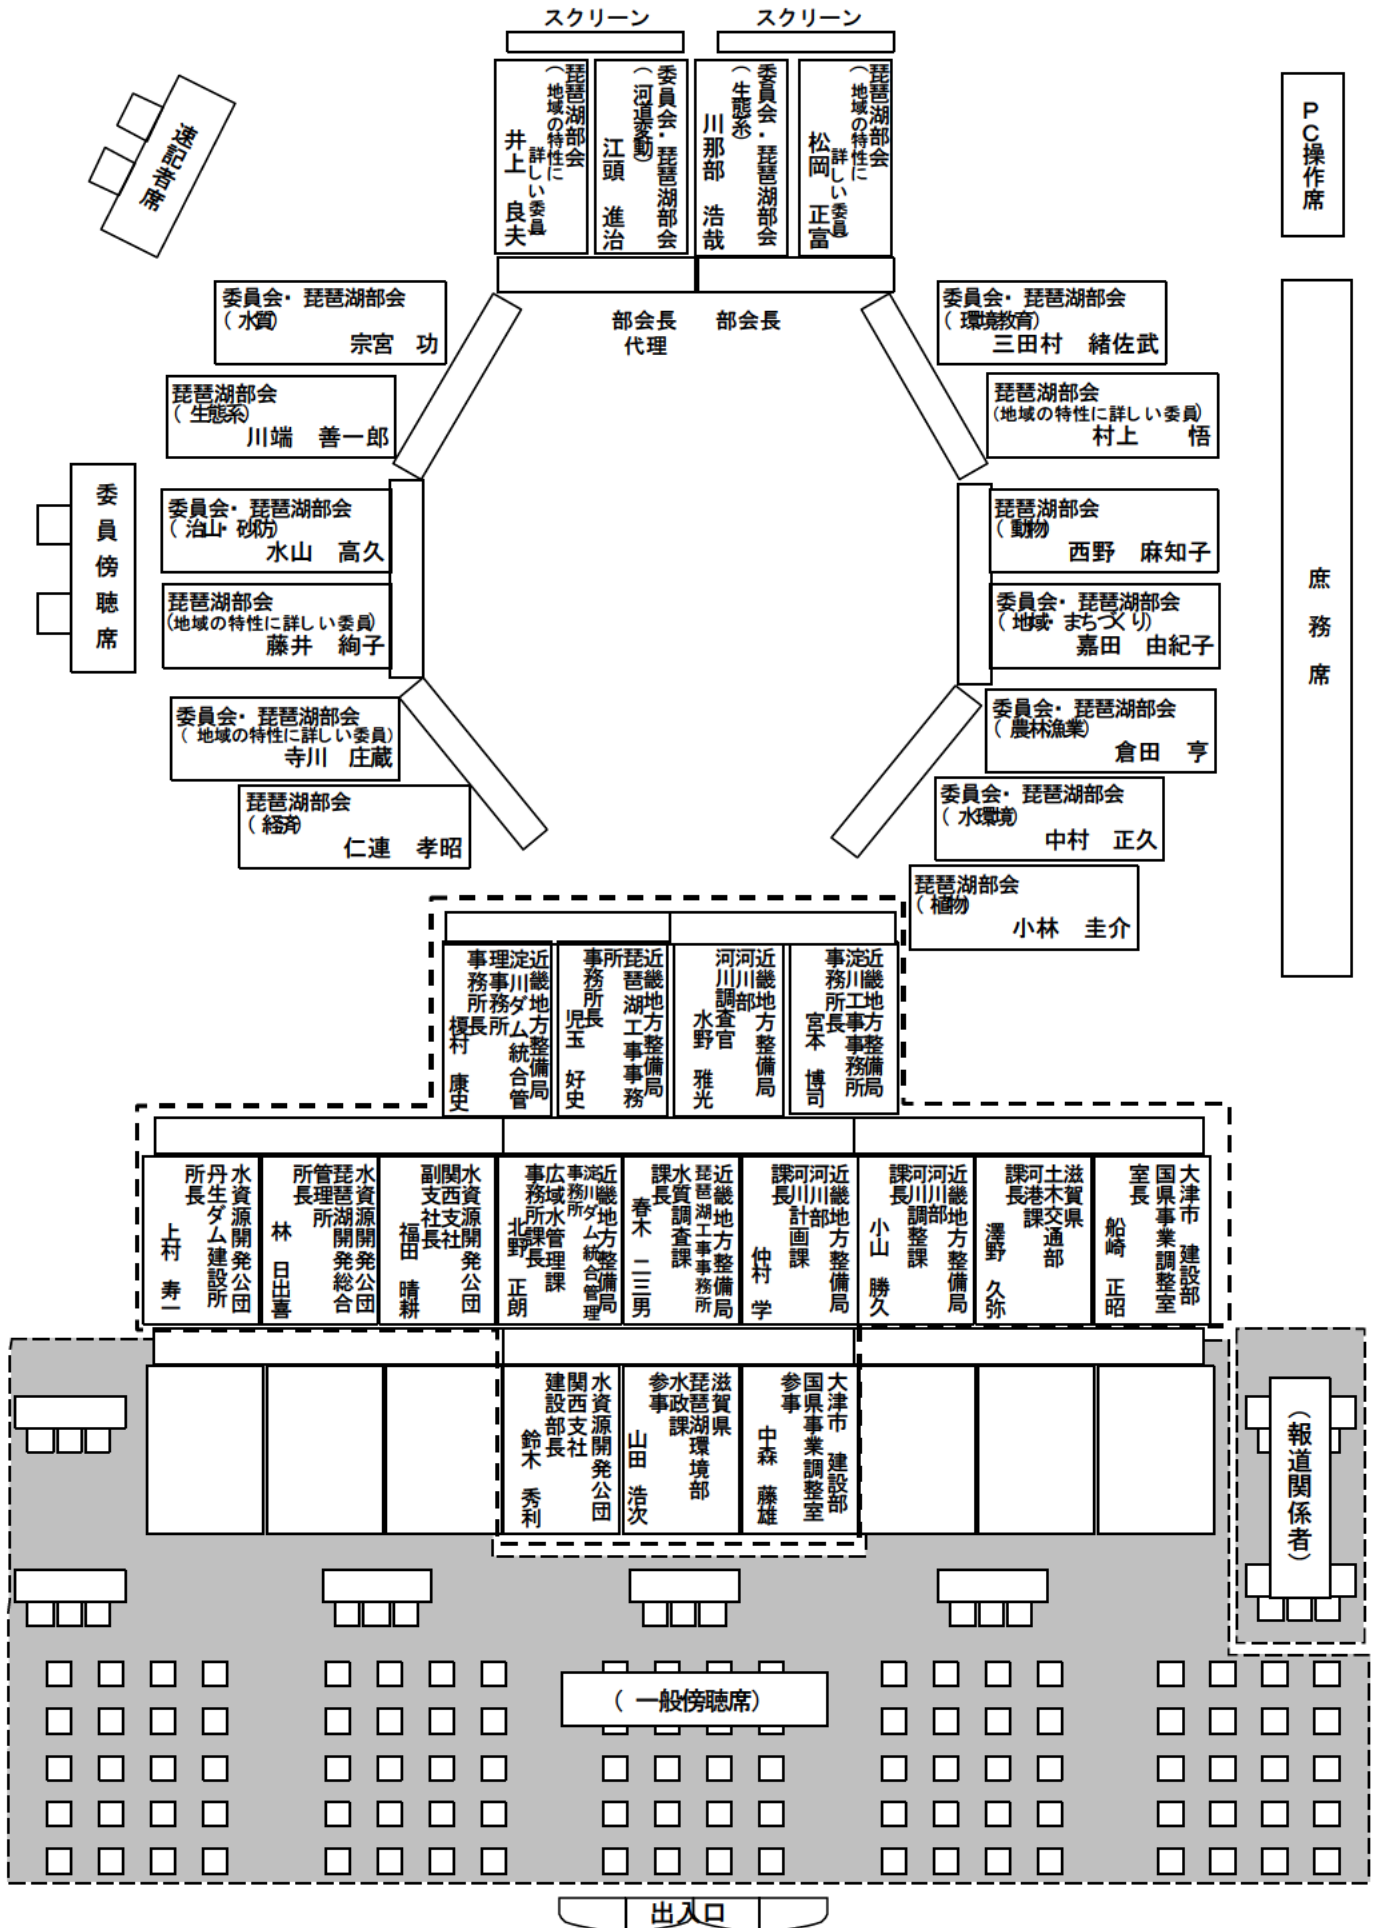 スクリーン
スクリーン
琵琶湖部会
(地域の特性に
詳しい委員)
井上 良夫
委員会・琵琶湖部会
(河道変動)
江頭 進治
委員会・琵琶湖部会
(生態系)
川那部 浩哉
琵琶湖部会
(地域の特性に
詳しい委員)
松岡 正富
速記者席
PC操作席
部会長
代理
部会長
委員会・琵琶湖部会
(水質)
宗宮 功
琵琶湖部会
(生態系)
川端 善一郎
委員会・琵琶湖部会
(治山・砂防)
水山 高久
琵琶湖部会
(地域の特性に詳しい委員)
藤井 絢子
委員会・琵琶湖部会
(地域の特性に詳しい委員)
寺川 庄蔵
琵琶湖部会
(経済)
仁連 孝昭
委員傍聴席
委員会・琵琶湖部会
(環境教育)
三田村 緒佐武
琵琶湖部会
(地域の特性に詳しい委員)
村上 悟
琵琶湖部会
(動物)
西野 麻知子
委員会・琵琶湖部会
(地域・まちづくり)
嘉田 由紀子
委員会・琵琶湖部会
(農林漁業)
倉田 亨
委員会・琵琶湖部会
(水環境)
中村 正久
琵琶湖部会
(植物)
小林 圭介
庶務席
近畿地方整備局
淀川ダム統合管
理事務所
事務所長
榎村 康史
近畿地方整備局
琵琶湖工事事務
所
事務所長
児玉 好史
近畿地方整備局
河川部
河川調査官
水野 雅光
近畿地方整備局
淀川工事事務所
事務所長
宮本 博司
水資源開発公団
丹生ダム建設所
所長
上村 寿一
水資源開発公団
琵琶湖開発総合
管理所
所長
林 日出喜
水資源開発公団
関西支社
副支社長
福田 晴耕
近畿地方整備局
淀川ダム統合管理
事務所
広域水管理課
事務所課長
北野 正朗
近畿地方整備局
琵琶湖工事事務所
水質調査課
課長
春木 二三男
近畿地方整備局
河川部
河川計画課
課長
仲村 学
近畿地方整備局
河川部
河川調整課
課長
小山 勝久
滋賀県
土木交通部
河港課
課長
澤野 久弥
大津市 建設部
国県事業調整室
室長
船崎 正昭
水資源開発公団
関西支社
建設部長
鈴木 秀利
滋賀県
琵琶湖環境部
水政課
参事
山田 浩次
大津市 建設部
国県事業調整室
参事
中森 藤雄
(報道関係者)
(一般傍聴席)
出入口